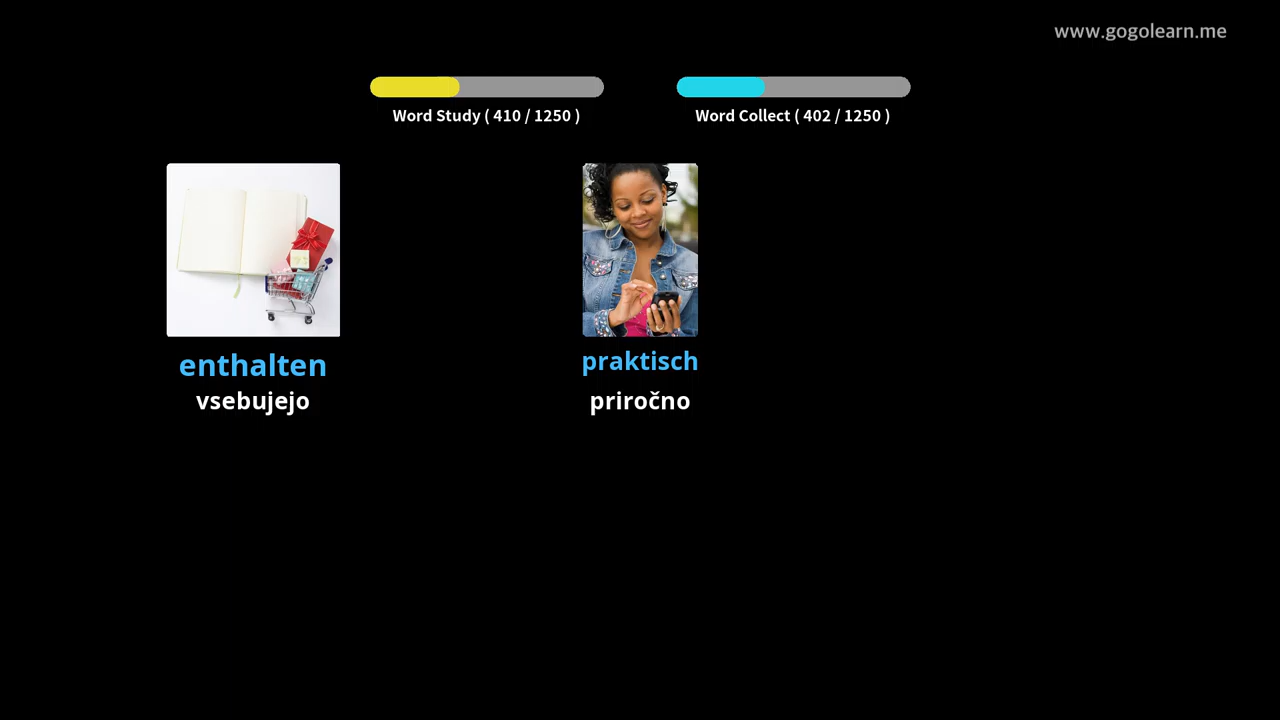 www.gogolearn.me
Word Study ( 410 / 1250 )
Word Collect ( 402 / 1250 )
enthalten
vsebujejo
praktisch
priročno